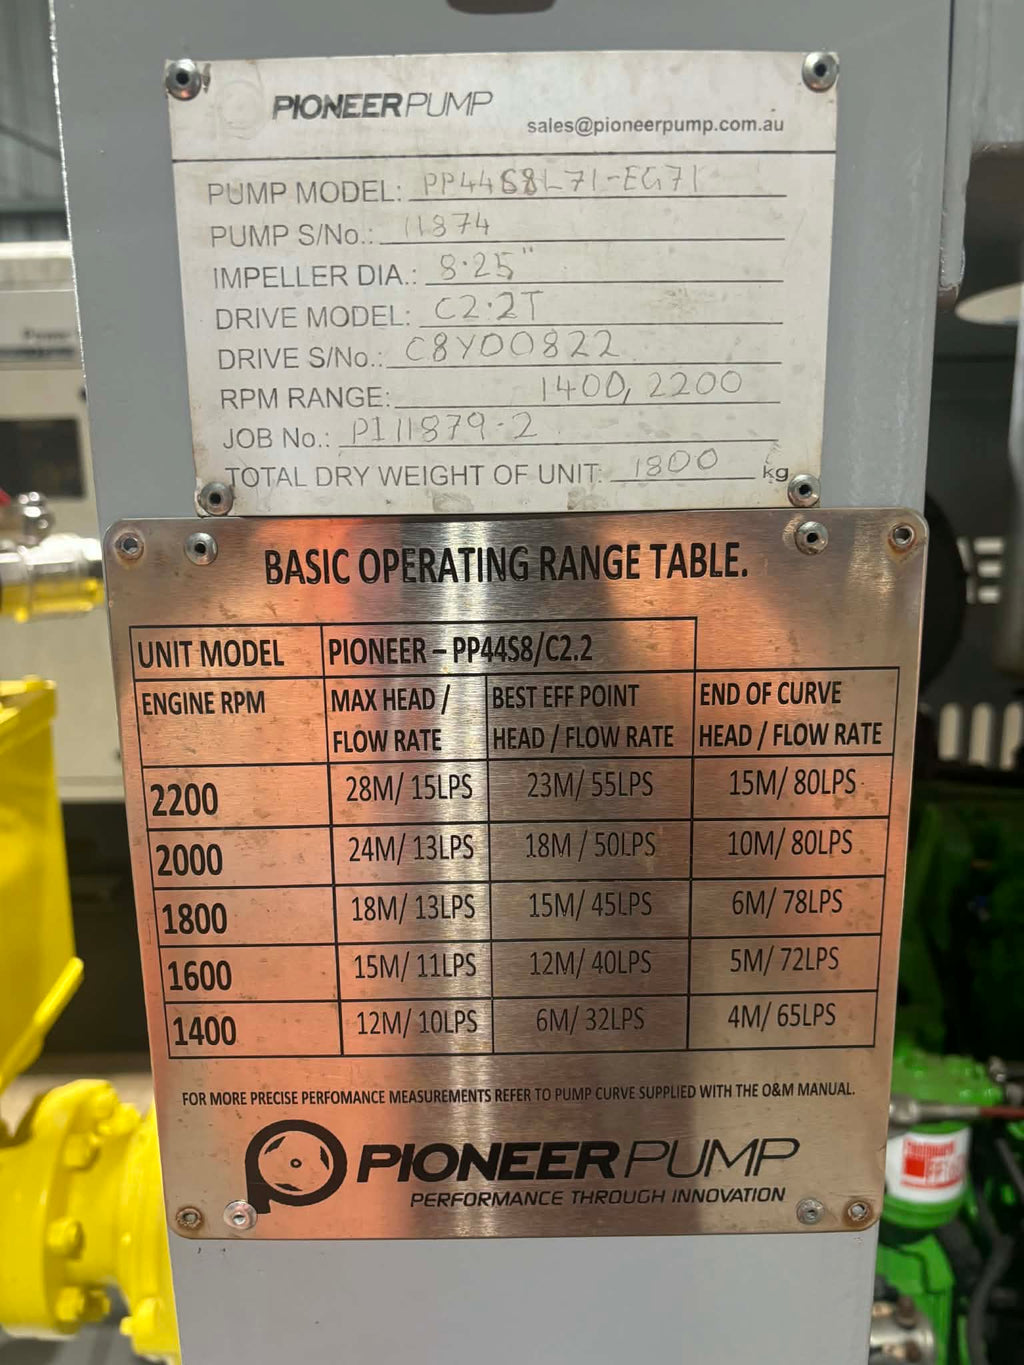 PIONEERPUMP
sales@pioneerpump.com.au
PUMP MODEL: PP44S8L71-EG71
PUMP S/No.: 11874
IMPELLER DIA.: 8.25"
DRIVE MODEL: C2.2T
DRIVE S/No.: C8Y00822
RPM RANGE: 1400, 2200
JOB No.: P111879-2
TOTAL DRY WEIGHT OF UNIT: 1800 kg
BASIC OPERATING RANGE TABLE.
UNIT MODEL PIONEER – PP44S8/C2.2
ENGINE RPM MAX HEAD / BEST EFF POINT END OF CURVE
FLOW RATE HEAD / FLOW RATE HEAD / FLOW RATE
2200 28M/ 15LPS 23M/ 55LPS 15M/ 80LPS
2000 24M/ 13LPS 18M / 50LPS 10M/ 80LPS
1800 18M/ 13LPS 15M/ 45LPS 6M/ 78LPS
1600 15M/ 11LPS 12M/ 40LPS 5M/ 72LPS
1400 12M/ 10LPS 6M/ 32LPS 4M/ 65LPS
FOR MORE PRECISE PERFOMANCE MEASUREMENTS REFER TO PUMP CURVE SUPPLIED WITH THE O&M MANUAL.
PIONEERPUMP
PERFORMANCE THROUGH INNOVATION